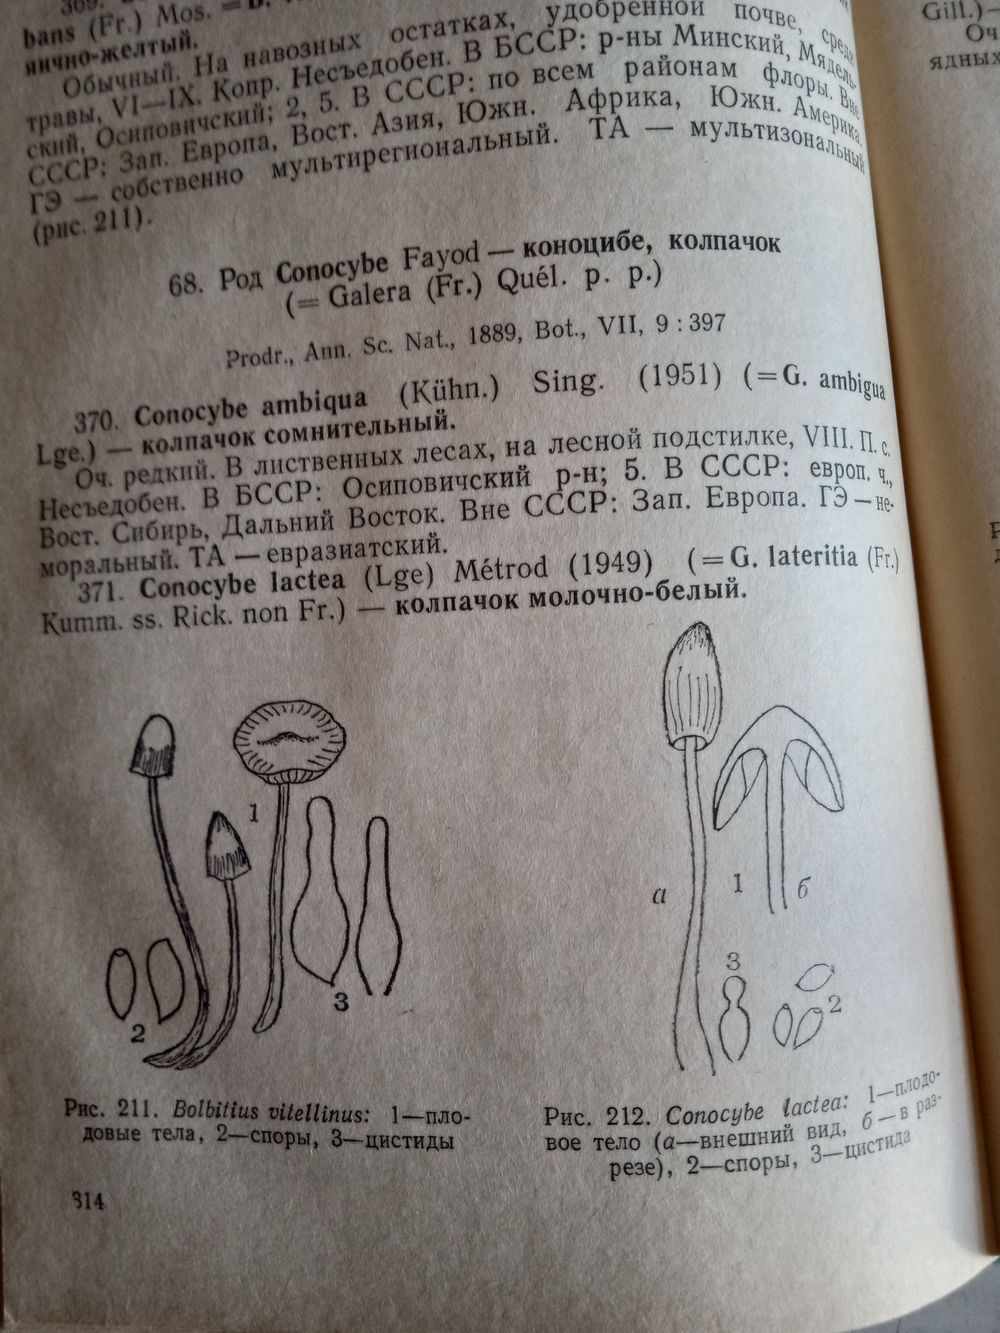 bans (Fr.) Mos. =
яично-желтый.
Обычный. На навозных остатках, удобренной почве, среди
травы, VI—IX. Копр. Несъедобен. В БССР: р-ны Минский, Мядель-
ский, Осиповичский; 2, 5. В СССР: по всем районам флоры. Вне
СССР: Зап. Европа, Вост. Азия, Южн. Африка, Южн. Америка.
ГЭ — собственно мультирегиональный. ТА — мультизональный
(рис. 211).
68. Род Conocybe Fayod — коноцибе, колпачок
(= Galera (Fr.) Quél. p. p.)
Prodr., Ann. Sc. Nat., 1889, Bot., VII, 9 : 397
370. Conocybe ambiqua (Kühn.) Sing. (1951) (= G. ambigua
Lge.) — колпачок сомнительный.
Оч. редкий. В лиственных лесах, на лесной подстилке, VIII. П. с.
Несъедобен. В БССР: Осиповичский р-н; 5. В СССР: европ. ч.,
Вост. Сибирь, Дальний Восток. Вне СССР: Зап. Европа. ГЭ — не-
моральный. ТА — евразиатский.
371. Conocybe lactea (Lge) Métrod (1949) (= G. lateritia (Fr.)
Kumm. ss. Rick. non Fr.) — колпачок молочно-белый.
1
2
3
а
1
б
3
2
Рис. 211. Bolbitius vitellinus: 1—пло-
довые тела, 2—споры, 3—цистиды
Рис. 212. Conocybe lactea: 1—плодо-
вое тело (а—внешний вид, б—в раз-
резе), 2—споры, 3—цистида
314
Gill.) —
Оч
ядных